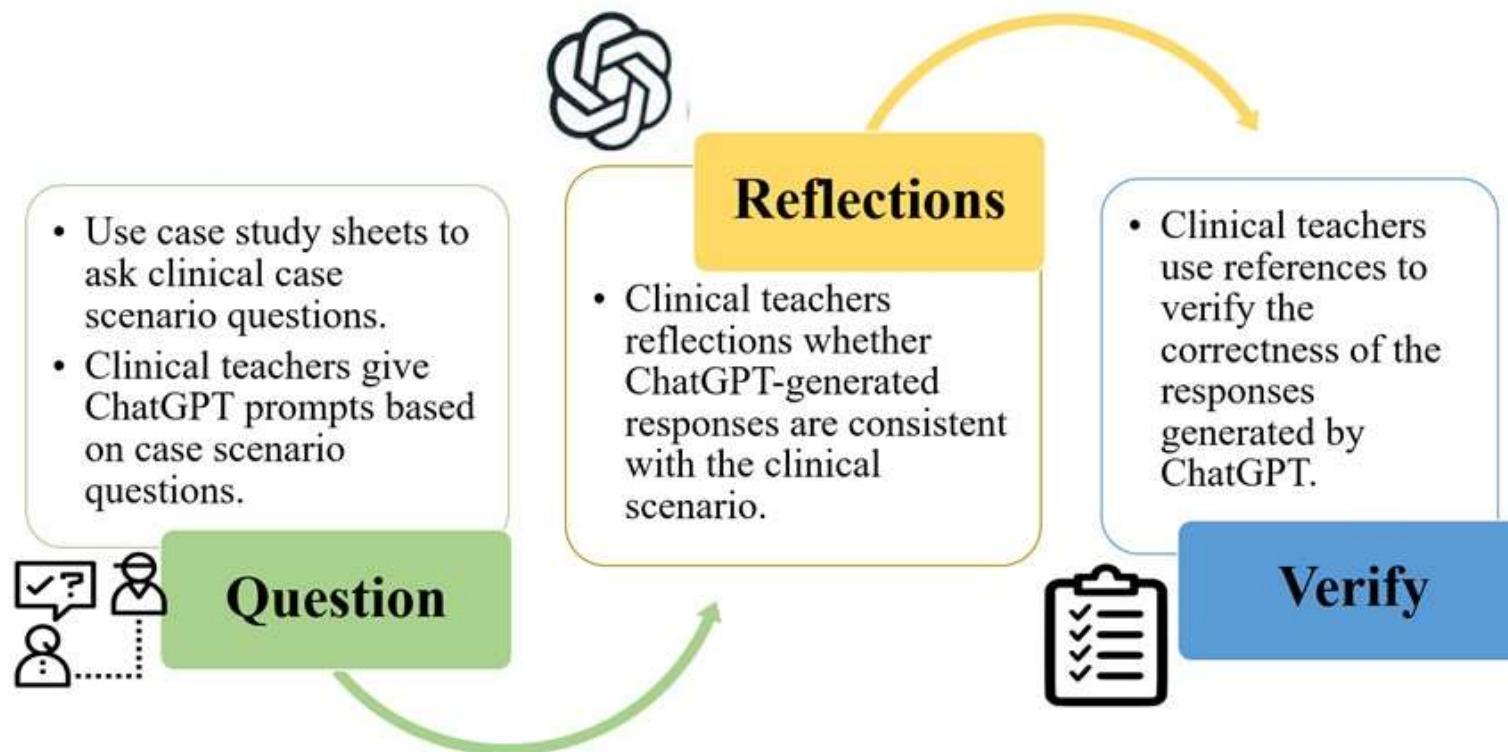 • Use case study sheets to
ask clinical case
scenario questions.
• Clinical teachers give
ChatGPT prompts based
on case scenario
questions.
Question
Reflections
• Clinical teachers
reflections whether
ChatGPT-generated
responses are consistent
with the clinical
scenario.
• Clinical teachers
use references to
verify the
correctness of the
responses
generated by
ChatGPT.
Verify